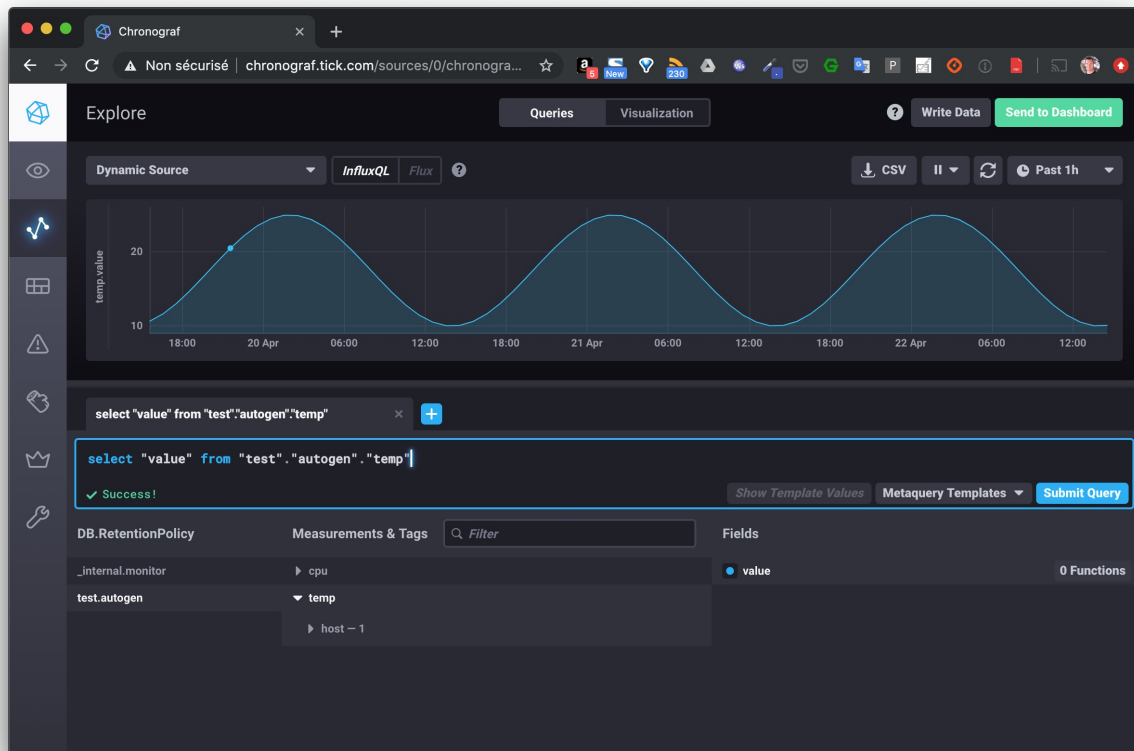 Chronograf
Non sécurisé | chronograf.tick.com/sources/0/chronogra...
5
New
230
Explore
Queries
Visualization
?
Write Data
Send to Dashboard
Dynamic Source
InfluxQL
Flux
?
CSV
Past 1h
temp.value
20
10
18:00
20 Apr
06:00
12:00
18:00
21 Apr
06:00
12:00
18:00
22 Apr
06:00
12:00
select "value" from "test"."autogen"."temp"
select "value" from "test"."autogen"."temp"
Success!
Show Template Values
Metaquery Templates
Submit Query
DB.RetentionPolicy
Measurements & Tags
Filter
Fields
_internal.monitor
cpu
value
0 Functions
test.autogen
temp
host — 1